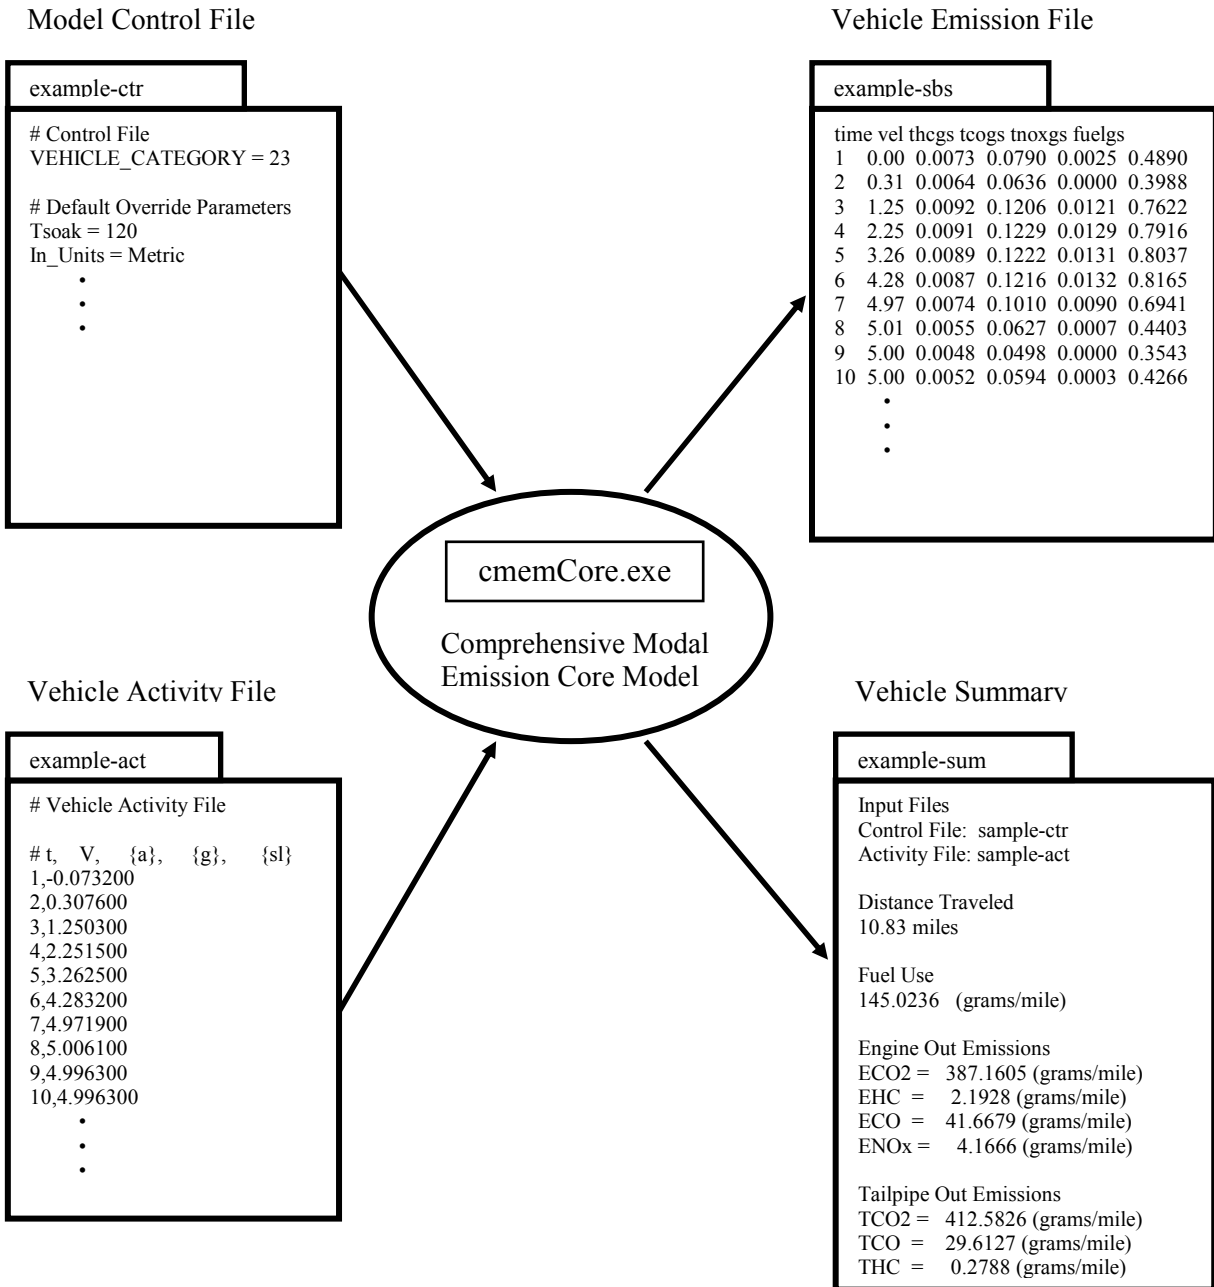 Model Control File
example-ctr
# Control File
VEHICLE_CATEGORY = 23
# Default Override Parameters
Tsoak = 120
In_Units = Metric
Vehicle Emission File
example-sbs
time vel thcgs tcogs tnoxgs fuelgs
1 0.00 0.0073 0.0790 0.0025 0.4890
2 0.31 0.0064 0.0636 0.0000 0.3988
3 1.25 0.0092 0.1206 0.0121 0.7622
4 2.25 0.0091 0.1229 0.0129 0.7916
5 3.26 0.0089 0.1222 0.0131 0.8037
6 4.28 0.0087 0.1216 0.0132 0.8165
7 4.97 0.0074 0.1010 0.0090 0.6941
8 5.01 0.0055 0.0627 0.0007 0.4403
9 5.00 0.0048 0.0498 0.0000 0.3543
10 5.00 0.0052 0.0594 0.0003 0.4266
cmemCore.exe
Comprehensive Modal
Emission Core Model
Vehicle Activity File
example-act
# Vehicle Activity File
# t, V, {a}, {g}, {sl}
1,-0.073200
2,0.307600
3,1.250300
4,2.251500
5,3.262500
6,4.283200
7,4.971900
8,5.006100
9,4.996300
10,4.996300
Vehicle Summary
example-sum
Input Files
Control File: sample-ctr
Activity File: sample-act
Distance Traveled
10.83 miles
Fuel Use
145.0236 (grams/mile)
Engine Out Emissions
ECO2 = 387.1605 (grams/mile)
EHC = 2.1928 (grams/mile)
ECO = 41.6679 (grams/mile)
ENOx = 4.1666 (grams/mile)
Tailpipe Out Emissions
TCO2 = 412.5826 (grams/mile)
TCO = 29.6127 (grams/mile)
THC = 0.2788 (grams/mile)